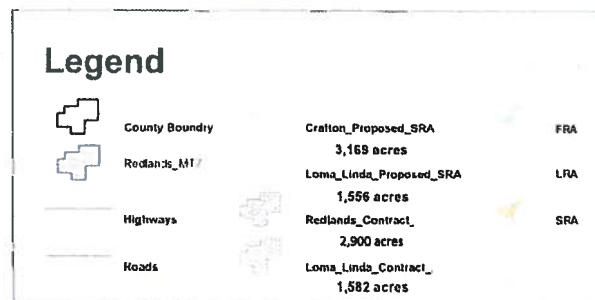 Legend
County Boundry
Redlands_MTZ
Highways
Roads
Crafton_Proposed_SRA
3,169 acres
Loma_Linda_Proposed_SRA
1,556 acres
Redlands_Contract_
2,900 acres
Loma_Linda_Contract_
1,582 acres
FRA
LRA
SRA